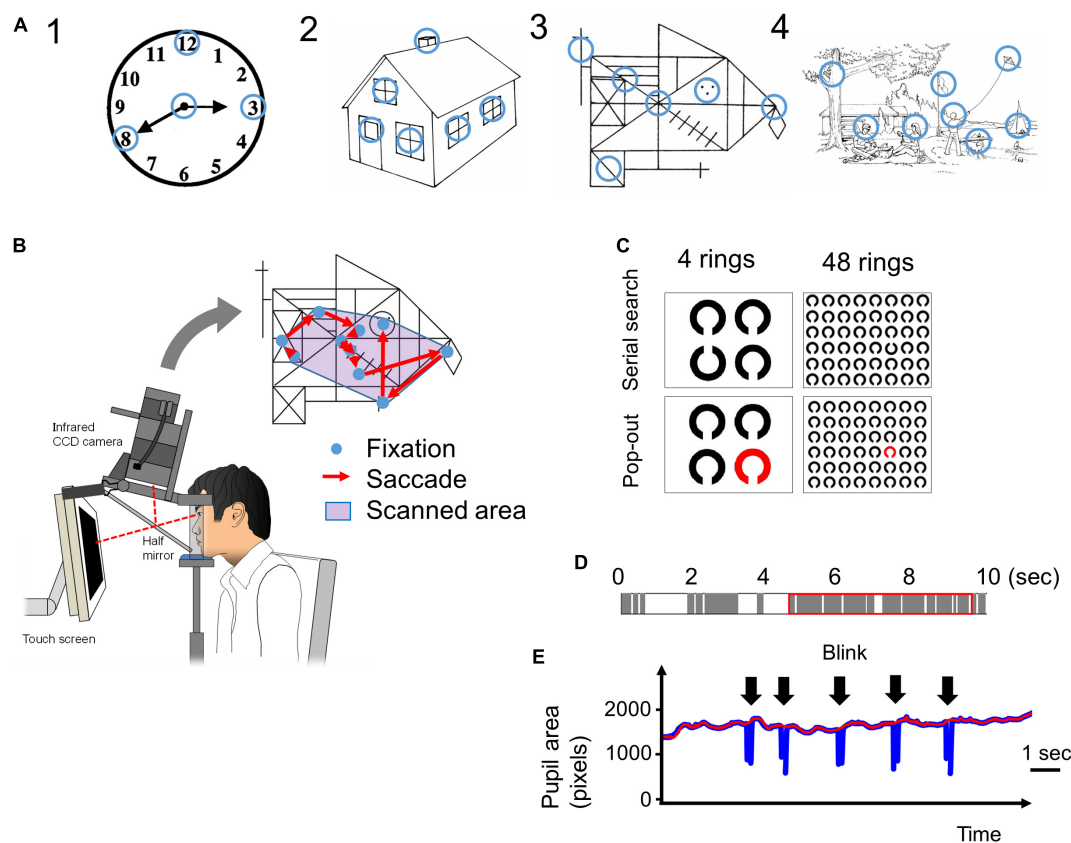 A
1
2
3
4
12
11
1
10
2
9
3
8
4
7
5
6
B
Infrared
CCD camera
Half
mirror
Touch screen
Fixation
Saccade
Scanned area
C
4 rings
48 rings
Serial search
Pop-out
D
0 2 4 6 8 10 (sec)
E
Blink
Pupil area
(pixels)
2000
1000
0
1 sec
Time